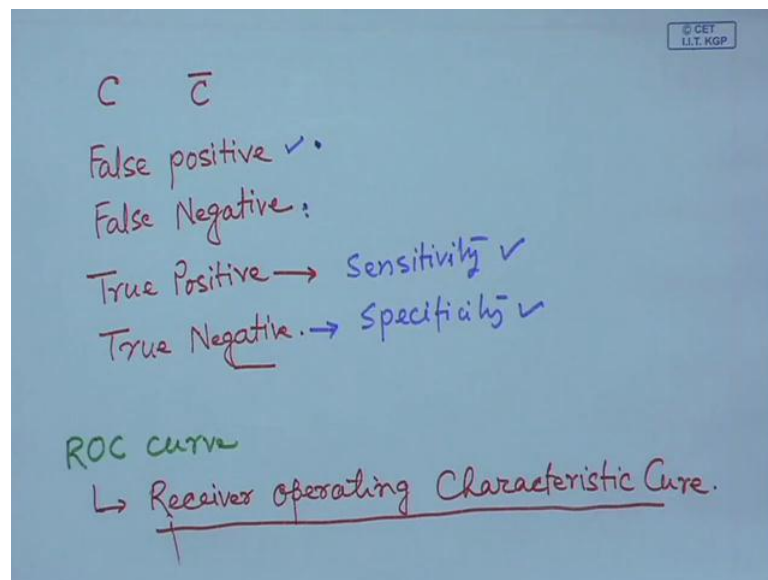 © CET
I.I.T. KGP
C C̅
False positive ✓ .
False Negative :
True Positive → Sensitivity ✓
True Negative. → Specificity ✓
ROC curve
↳ Receiver operating Characteristic Cure.